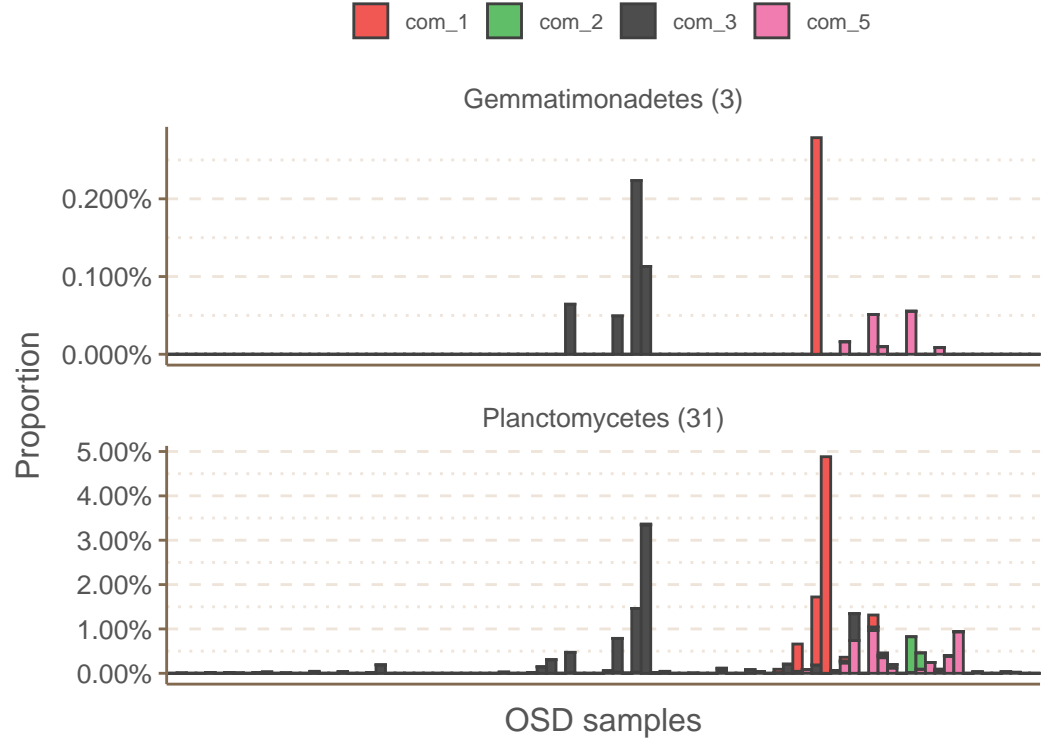 com_1 com_2 com_3 com_5
Gemmatimonadetes (3)
0.200%
0.100%
0.000%
Proportion
Planctomycetes (31)
5.00%
4.00%
3.00%
2.00%
1.00%
0.00%
OSD samples